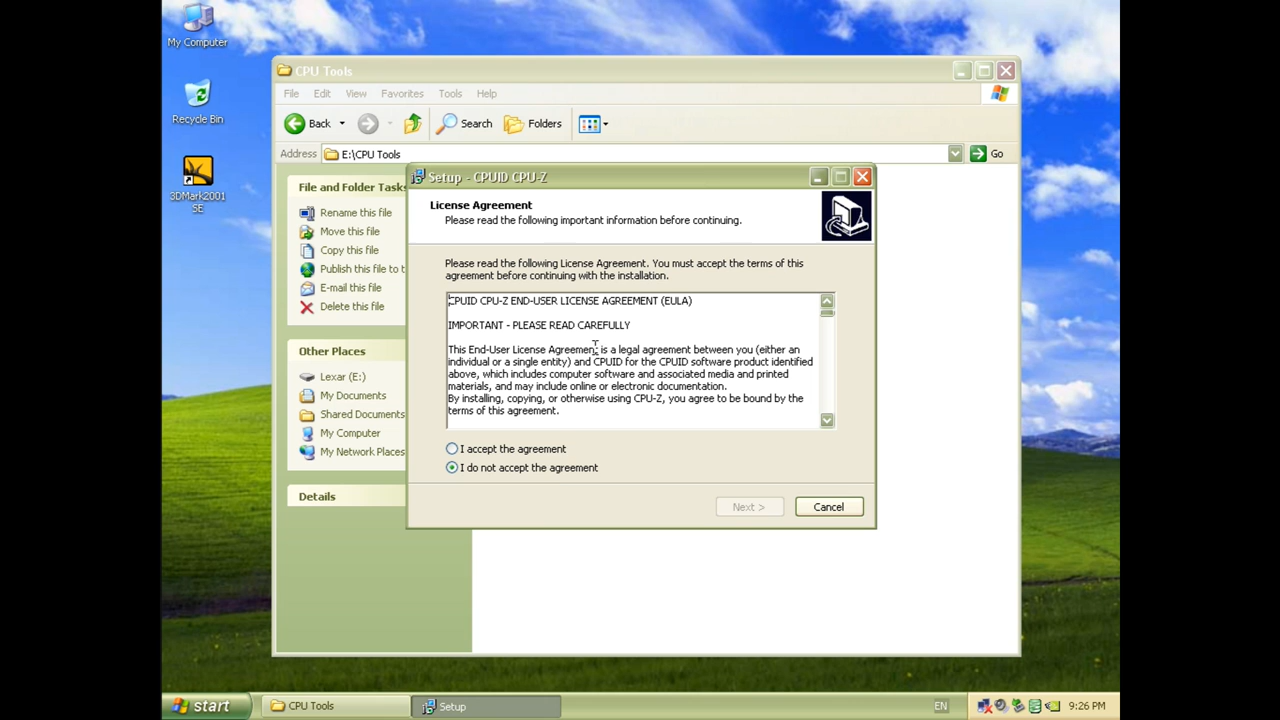 My Computer
Recycle Bin
3DMark2001
SE
CPU Tools
File Edit View Favorites Tools Help
Back Search Folders
Address E:\CPU Tools Go
File and Folder Tasks
Rename this file
Move this file
Copy this file
Publish this file to t
E-mail this file
Delete this file
Other Places
Lexar (E:)
My Documents
Shared Documents
My Computer
My Network Places
Details
Setup - CPUID CPU-Z
License Agreement
Please read the following important information before continuing.
Please read the following License Agreement. You must accept the terms of this
agreement before continuing with the installation.
CPUID CPU-Z END-USER LICENSE AGREEMENT (EULA)
IMPORTANT - PLEASE READ CAREFULLY
This End-User License Agreement is a legal agreement between you (either an
individual or a single entity) and CPUID for the CPUID software product identified
above, which includes computer software and associated media and printed
materials, and may include online or electronic documentation.
By installing, copying, or otherwise using CPU-Z, you agree to be bound by the
terms of this agreement.
I accept the agreement
I do not accept the agreement
Next > Cancel
start CPU Tools Setup EN 9:26 PM